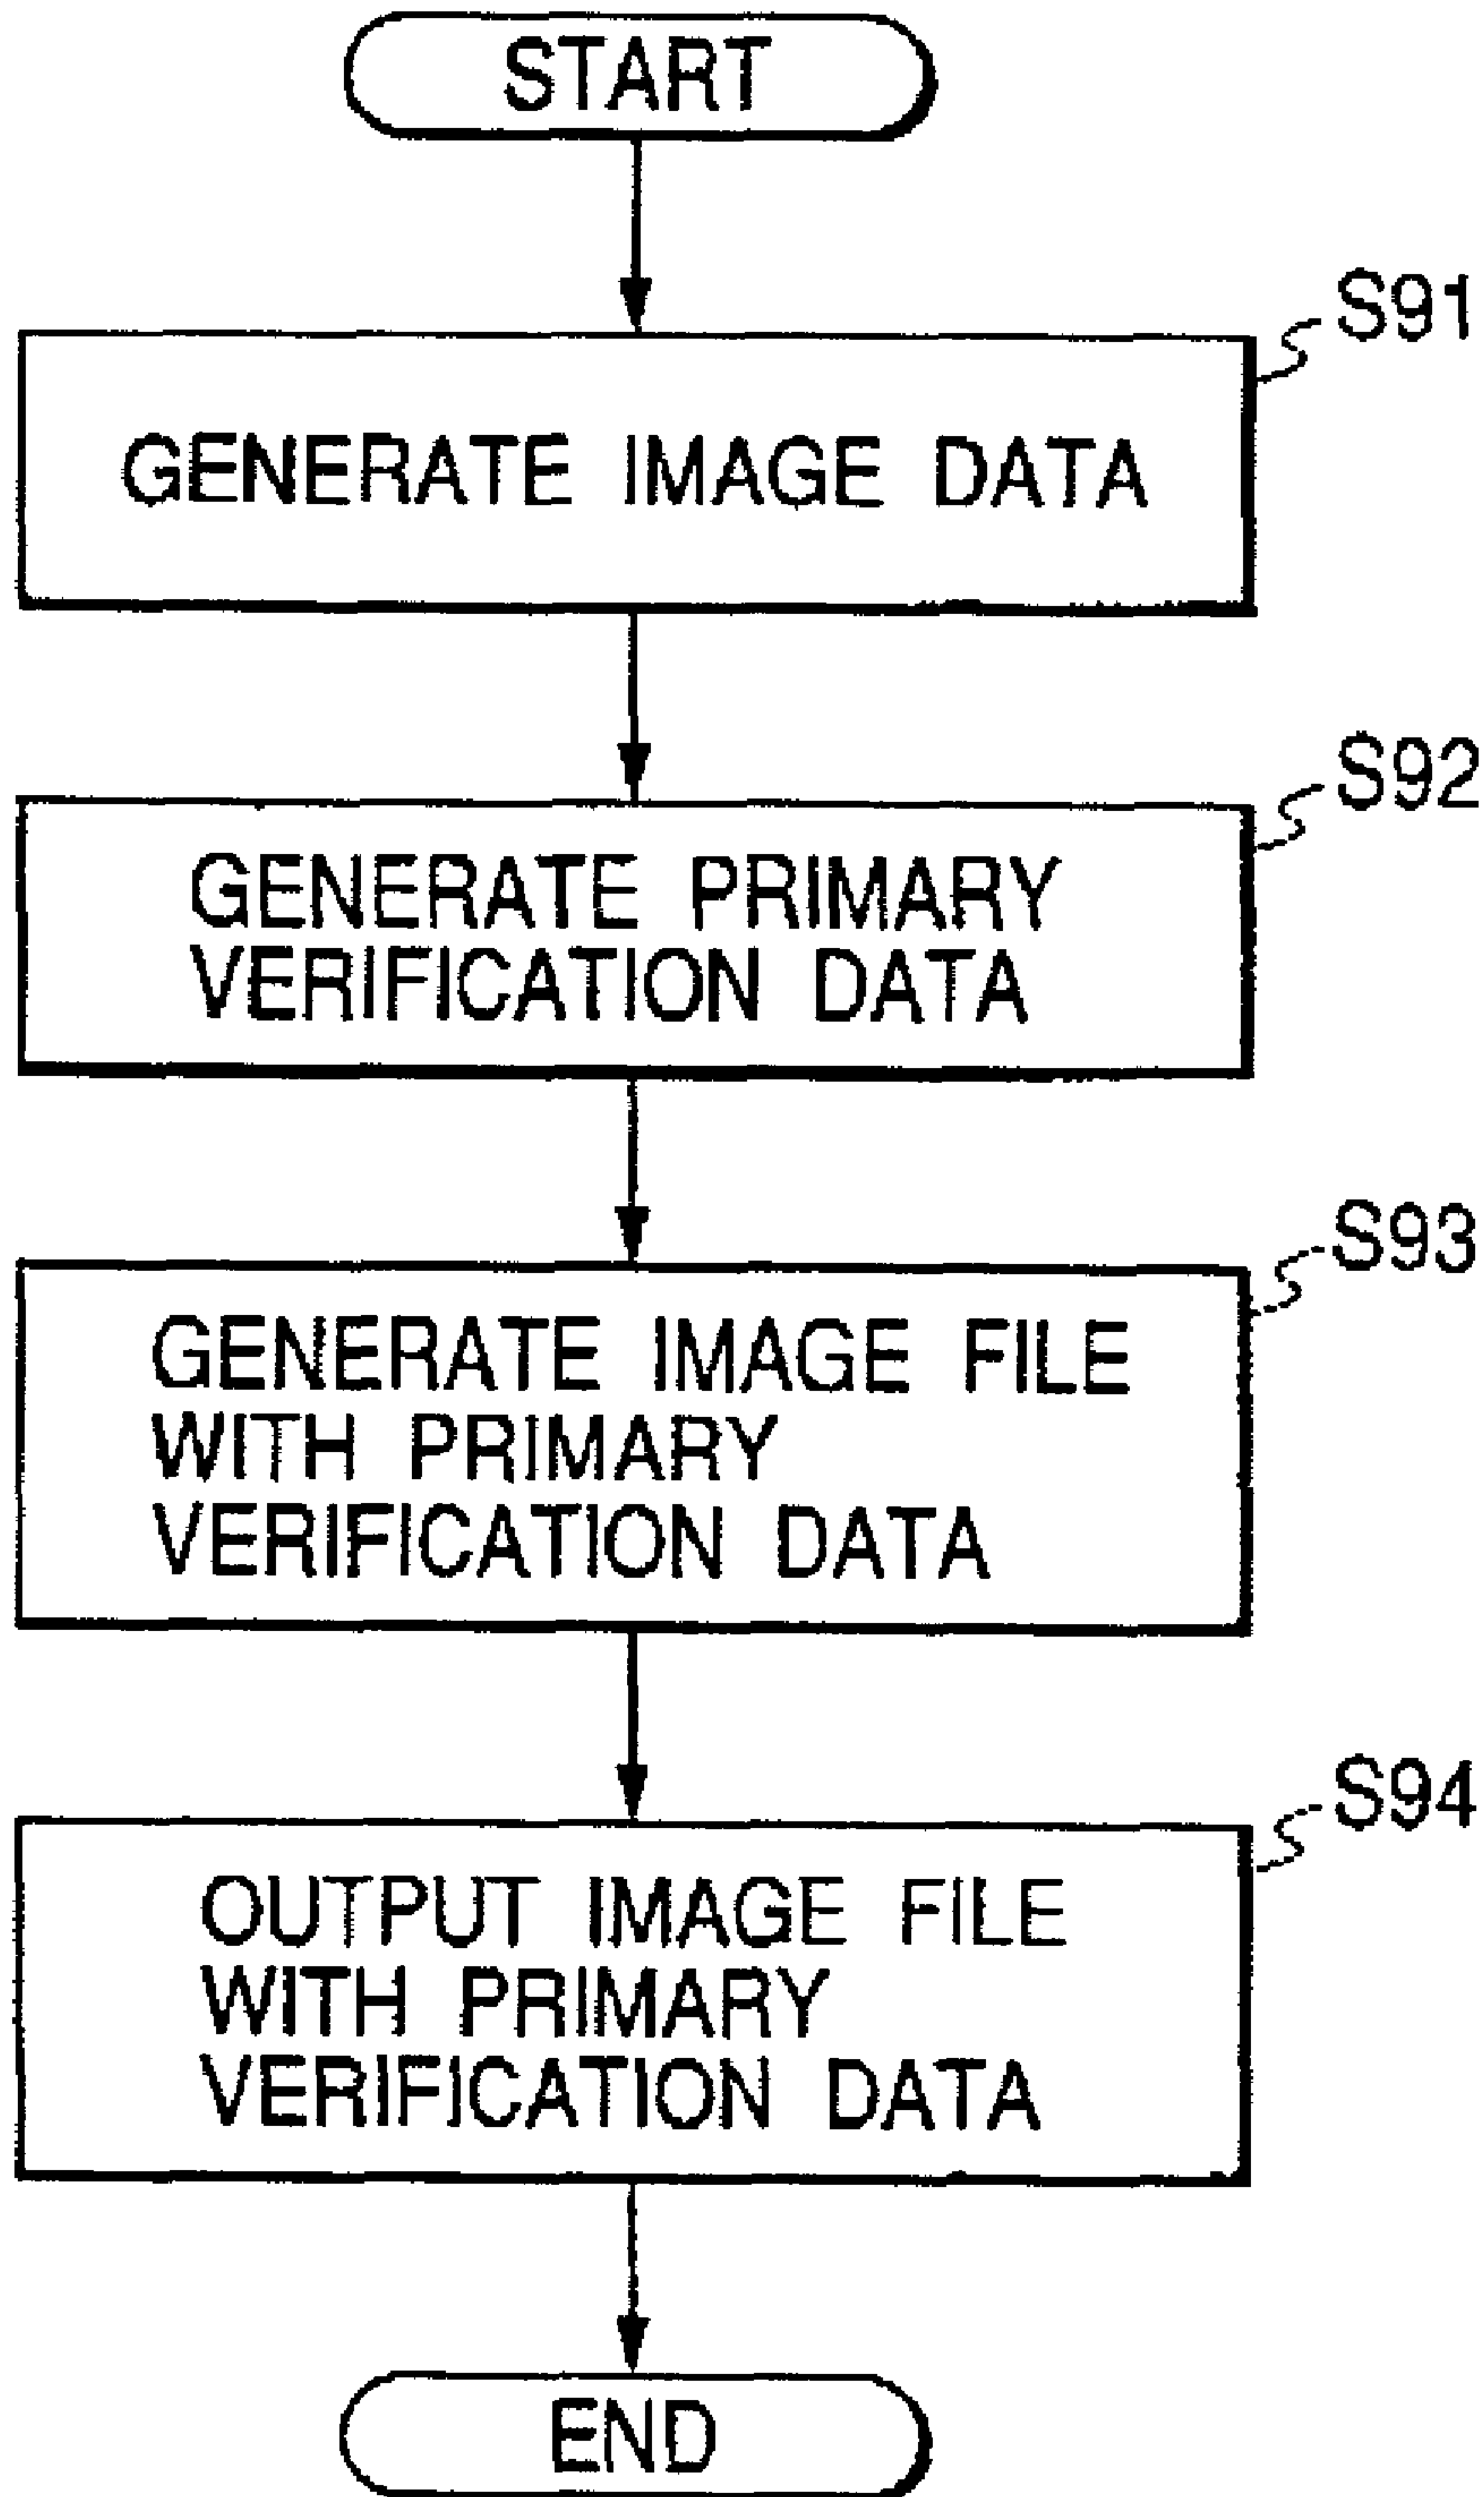 START
S91
GENERATE IMAGE DATA
S92
GENERATE PRIMARY
VERIFICATION DATA
S93
GENERATE IMAGE FILE
WITH PRIMARY
VERIFICATION DATA
S94
OUTPUT IMAGE FILE
WITH PRIMARY
VERIFICATION DATA
END